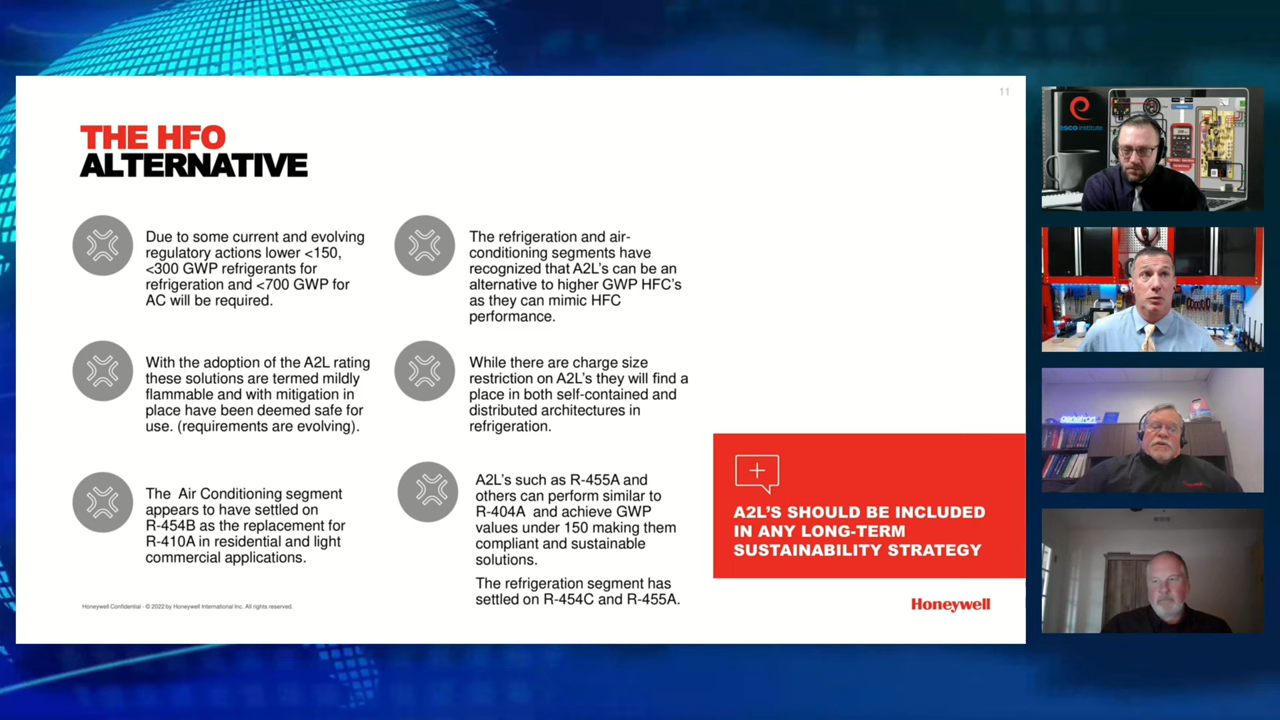 11
THE HFO
ALTERNATIVE
Due to some current and evolving
regulatory actions lower <150,
<300 GWP refrigerants for
refrigeration and <700 GWP for
AC will be required.
With the adoption of the A2L rating
these solutions are termed mildly
flammable and with mitigation in
place have been deemed safe for
use. (requirements are evolving).
The  Air Conditioning segment
appears to have settled on
R-454B as the replacement for
R-410A in residential and light
commercial applications.
The refrigeration and air-
conditioning segments have
recognized that A2L's can be an
alternative to higher GWP HFC's
as they can mimic HFC
performance.
While there are charge size
restriction on A2L's they will find a
place in both self-contained and
distributed architectures in
refrigeration.
A2L's such as R-455A and
others can perform similar to
R-404A  and achieve GWP
values under 150 making them
compliant and sustainable
solutions.
The refrigeration segment has
settled on R-454C and R-455A.
A2L'S SHOULD BE INCLUDED
IN ANY LONG-TERM
SUSTAINABILITY STRATEGY
Honeywell Confidential - © 2022 by Honeywell International Inc. All rights reserved.
Honeywell
esco institute